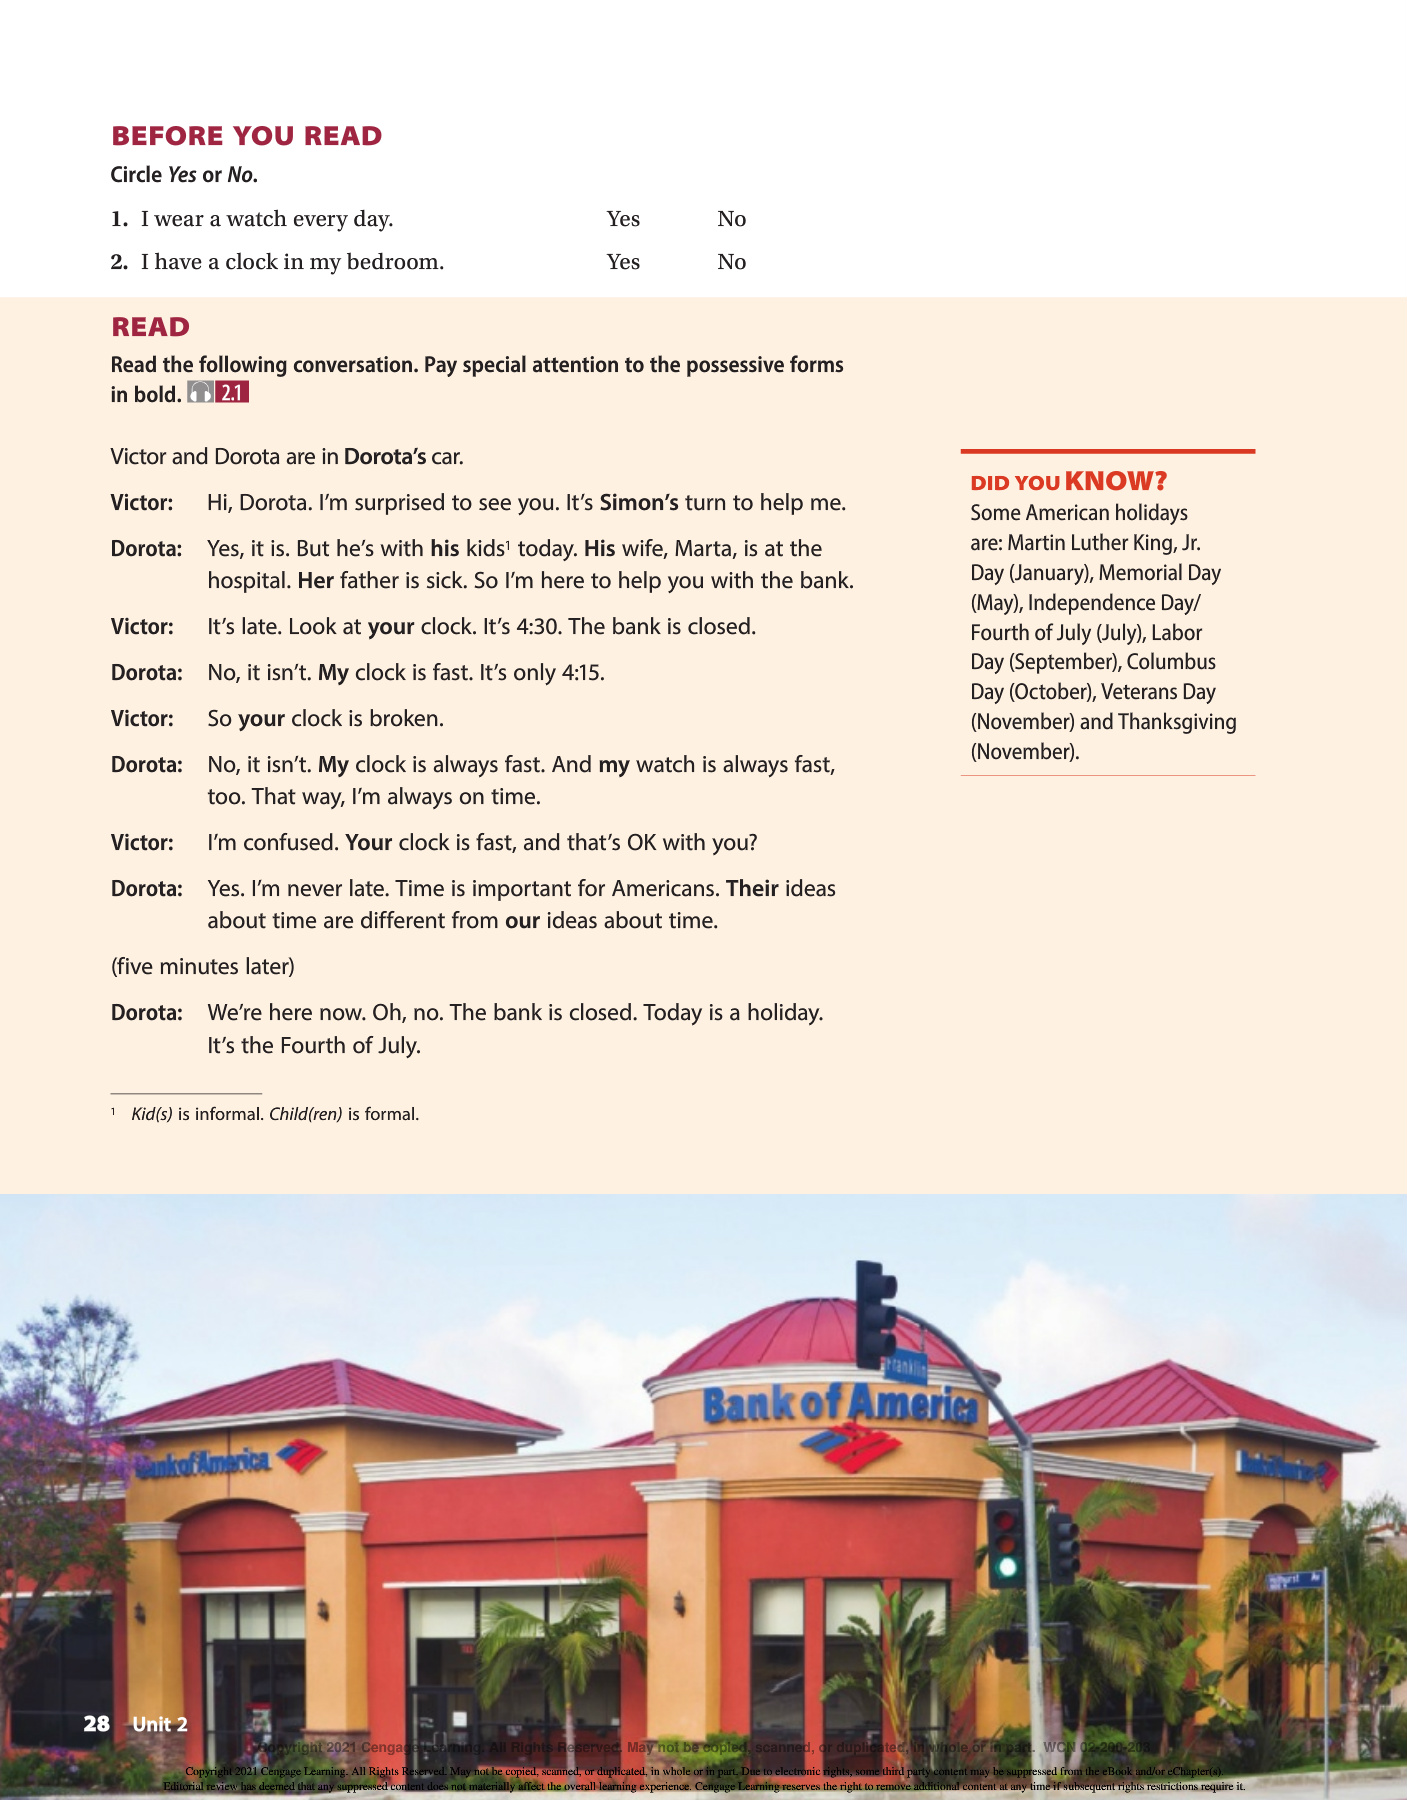 BEFORE YOU READ
Circle Yes or No.
1. I wear a watch every day. Yes No
2. I have a clock in my bedroom. Yes No
READ
Read the following conversation. Pay special attention to the possessive forms
in bold. 2.1
Victor and Dorota are in Dorota's car.
Victor: Hi, Dorota. I'm surprised to see you. It's Simon's turn to help me.
Dorota: Yes, it is. But he's with his kids¹ today. His wife, Marta, is at the
hospital. Her father is sick. So I'm here to help you with the bank.
Victor: It's late. Look at your clock. It's 4:30. The bank is closed.
Dorota: No, it isn't. My clock is fast. It's only 4:15.
Victor: So your clock is broken.
Dorota: No, it isn't. My clock is always fast. And my watch is always fast,
too. That way, I'm always on time.
Victor: I'm confused. Your clock is fast, and that's OK with you?
Dorota: Yes. I'm never late. Time is important for Americans. Their ideas
about time are different from our ideas about time.
(five minutes later)
Dorota: We're here now. Oh, no. The bank is closed. Today is a holiday.
It's the Fourth of July.
¹ Kid(s) is informal. Child(ren) is formal.
DID YOU KNOW?
Some American holidays
are: Martin Luther King, Jr.
Day (January), Memorial Day
(May), Independence Day/
Fourth of July (July), Labor
Day (September), Columbus
Day (October), Veterans Day
(November) and Thanksgiving
(November).
Franklin
Bank of America
Bank of America
Bank of America
28 Unit 2
Copyright 2021 Cengage Learning. All Rights Reserved. May not be copied, scanned, or duplicated, in whole or in part. WCN 02-200-203
Copyright 2021 Cengage Learning. All Rights Reserved. May not be copied, scanned, or duplicated, in whole or in part. Due to electronic rights, some third party content may be suppressed from the eBook and/or eChapter(s).
Editorial review has deemed that any suppressed content does not materially affect the overall learning experience. Cengage Learning reserves the right to remove additional content at any time if subsequent rights restrictions require it.